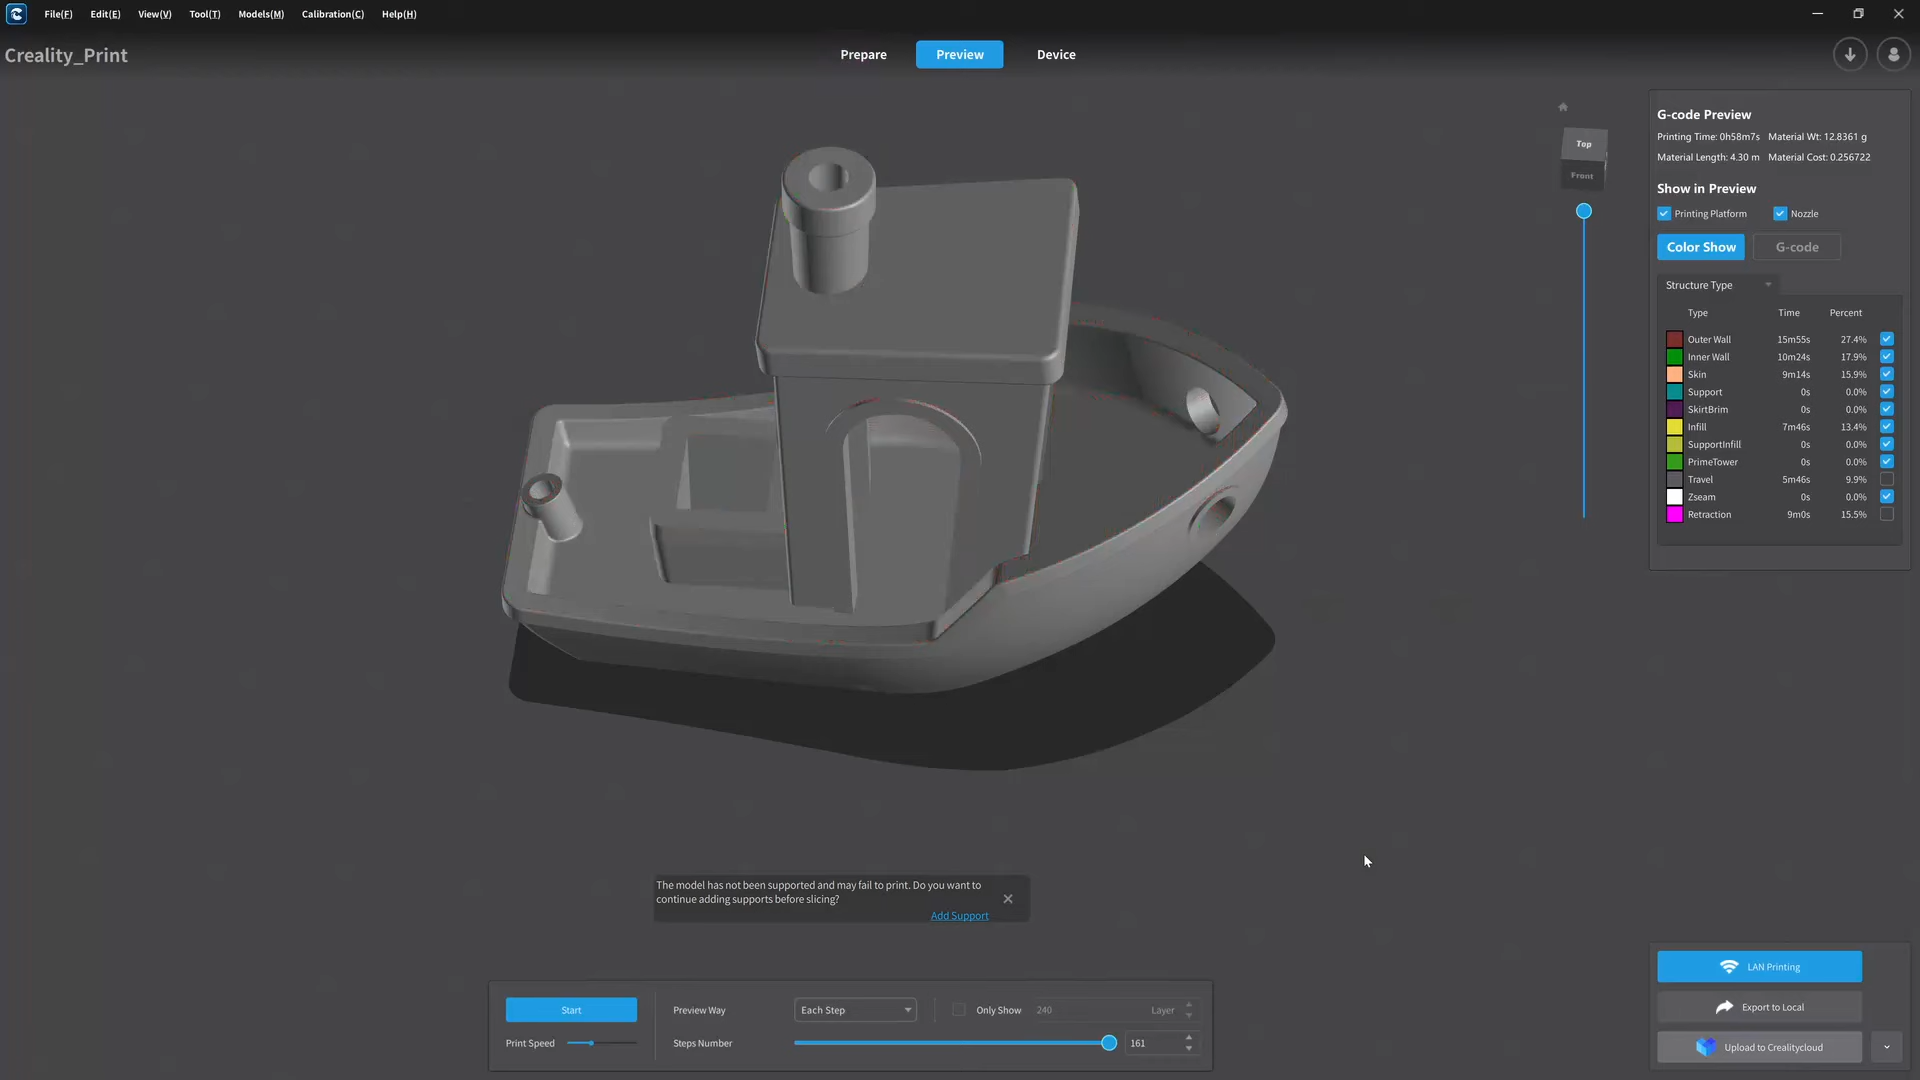 File(F) Edit(E) View(V) Tool(T) Models(M) Calibration(C) Help(H)
Creality_Print
Prepare Preview Device
Top
Front
G-code Preview
Printing Time: 0h58m7s Material Wt: 12.8361 g
Material Length: 4.30 m Material Cost: 0.256722
Show in Preview
Printing Platform Nozzle
Color Show G-code
Structure Type
Type Time Percent
Outer Wall 15m55s 27.4%
Inner Wall 10m24s 17.9%
Skin 9m14s 15.9%
Support 0s 0.0%
SkirtBrim 0s 0.0%
Infill 7m46s 13.4%
SupportInfill 0s 0.0%
PrimeTower 0s 0.0%
Travel 5m46s 9.9%
Zseam 0s 0.0%
Retraction 9m0s 15.5%
The model has not been supported and may fail to print. Do you want to
continue adding supports before slicing?
Add Support
Start Preview Way Each Step Only Show 240 Layer
Print Speed Steps Number 161
LAN Printing
Export to Local
Upload to Crealitycloud